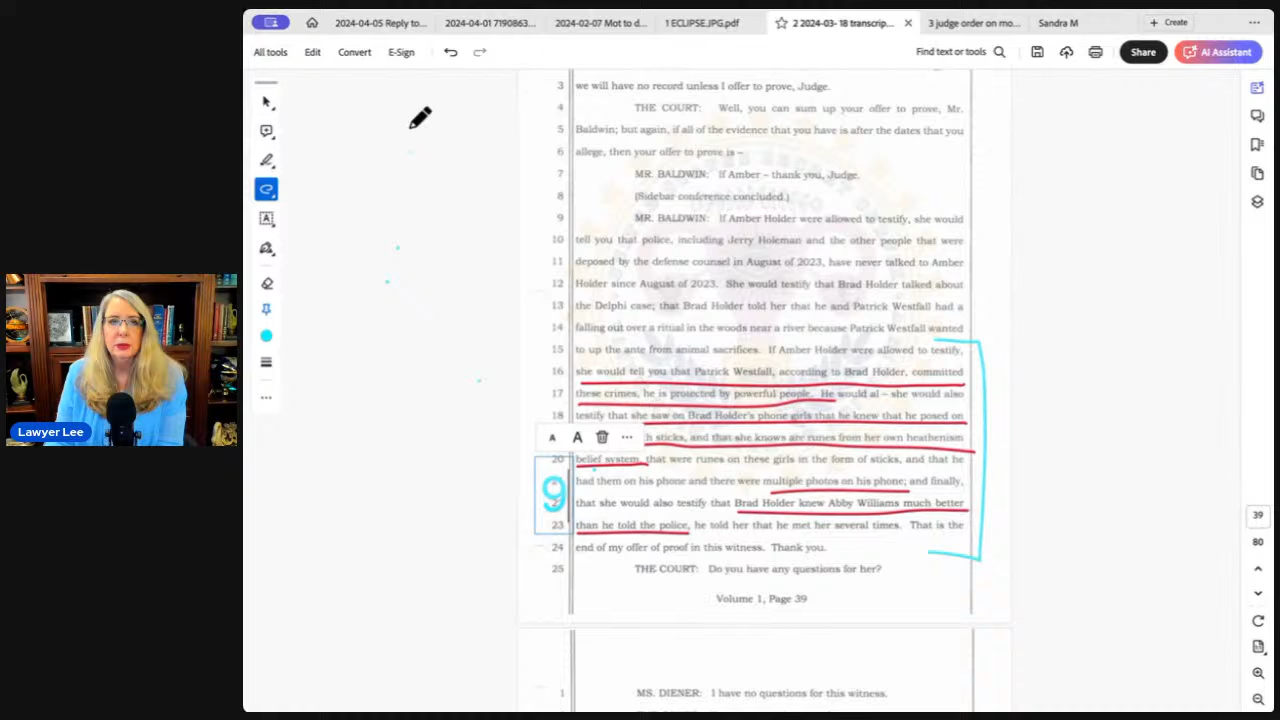 2024-04-05 Reply to...
2024-04-01 7190863...
2024-02-07 Mot to d...
1 ECLIPSE.JPG.pdf
2 2024-03- 18 transcrip...
3 judge order on mo...
Sandra M
Create
All tools
Edit
Convert
E-Sign
Find text or tools
Share
AI Assistant
3 we will have no record unless I offer to prove, Judge.
4 THE COURT: Well, you can sum up your offer to prove, Mr.
5 Baldwin; but again, if all of the evidence that you have is after the dates that you
6 allege, then your offer to prove is –
7 MR. BALDWIN: If Amber – thank you, Judge.
8 (Sidebar conference concluded.)
9 MR. BALDWIN: If Amber Holder were allowed to testify, she would
10 tell you that police, including Jerry Holeman and the other people that were
11 deposed by the defense counsel in August of 2023, have never talked to Amber
12 Holder since August of 2023. She would testify that Brad Holder talked about
13 the Delphi case; that Brad Holder told her that he and Patrick Westfall had a
14 falling out over a ritual in the woods near a river because Patrick Westfall wanted
15 to up the ante from animal sacrifices. If Amber Holder were allowed to testify,
16 she would tell you that Patrick Westfall, according to Brad Holder, committed
17 these crimes, he is protected by powerful people. He would al – she would also
18 testify that she saw on Brad Holder's phone girls that he knew that he posed on
A A ... h sticks, and that she knows are runes from her own heathenism
20 belief system, that were runes on these girls in the form of sticks, and that he
had them on his phone and there were multiple photos on his phone; and finally,
9 that she would also testify that Brad Holder knew Abby Williams much better
23 than he told the police, he told her that he met her several times. That is the
24 end of my offer of proof in this witness. Thank you.
25 THE COURT: Do you have any questions for her?
Volume 1, Page 39
1 MS. DIENER: I have no questions for this witness.
39
80
Lawyer Lee